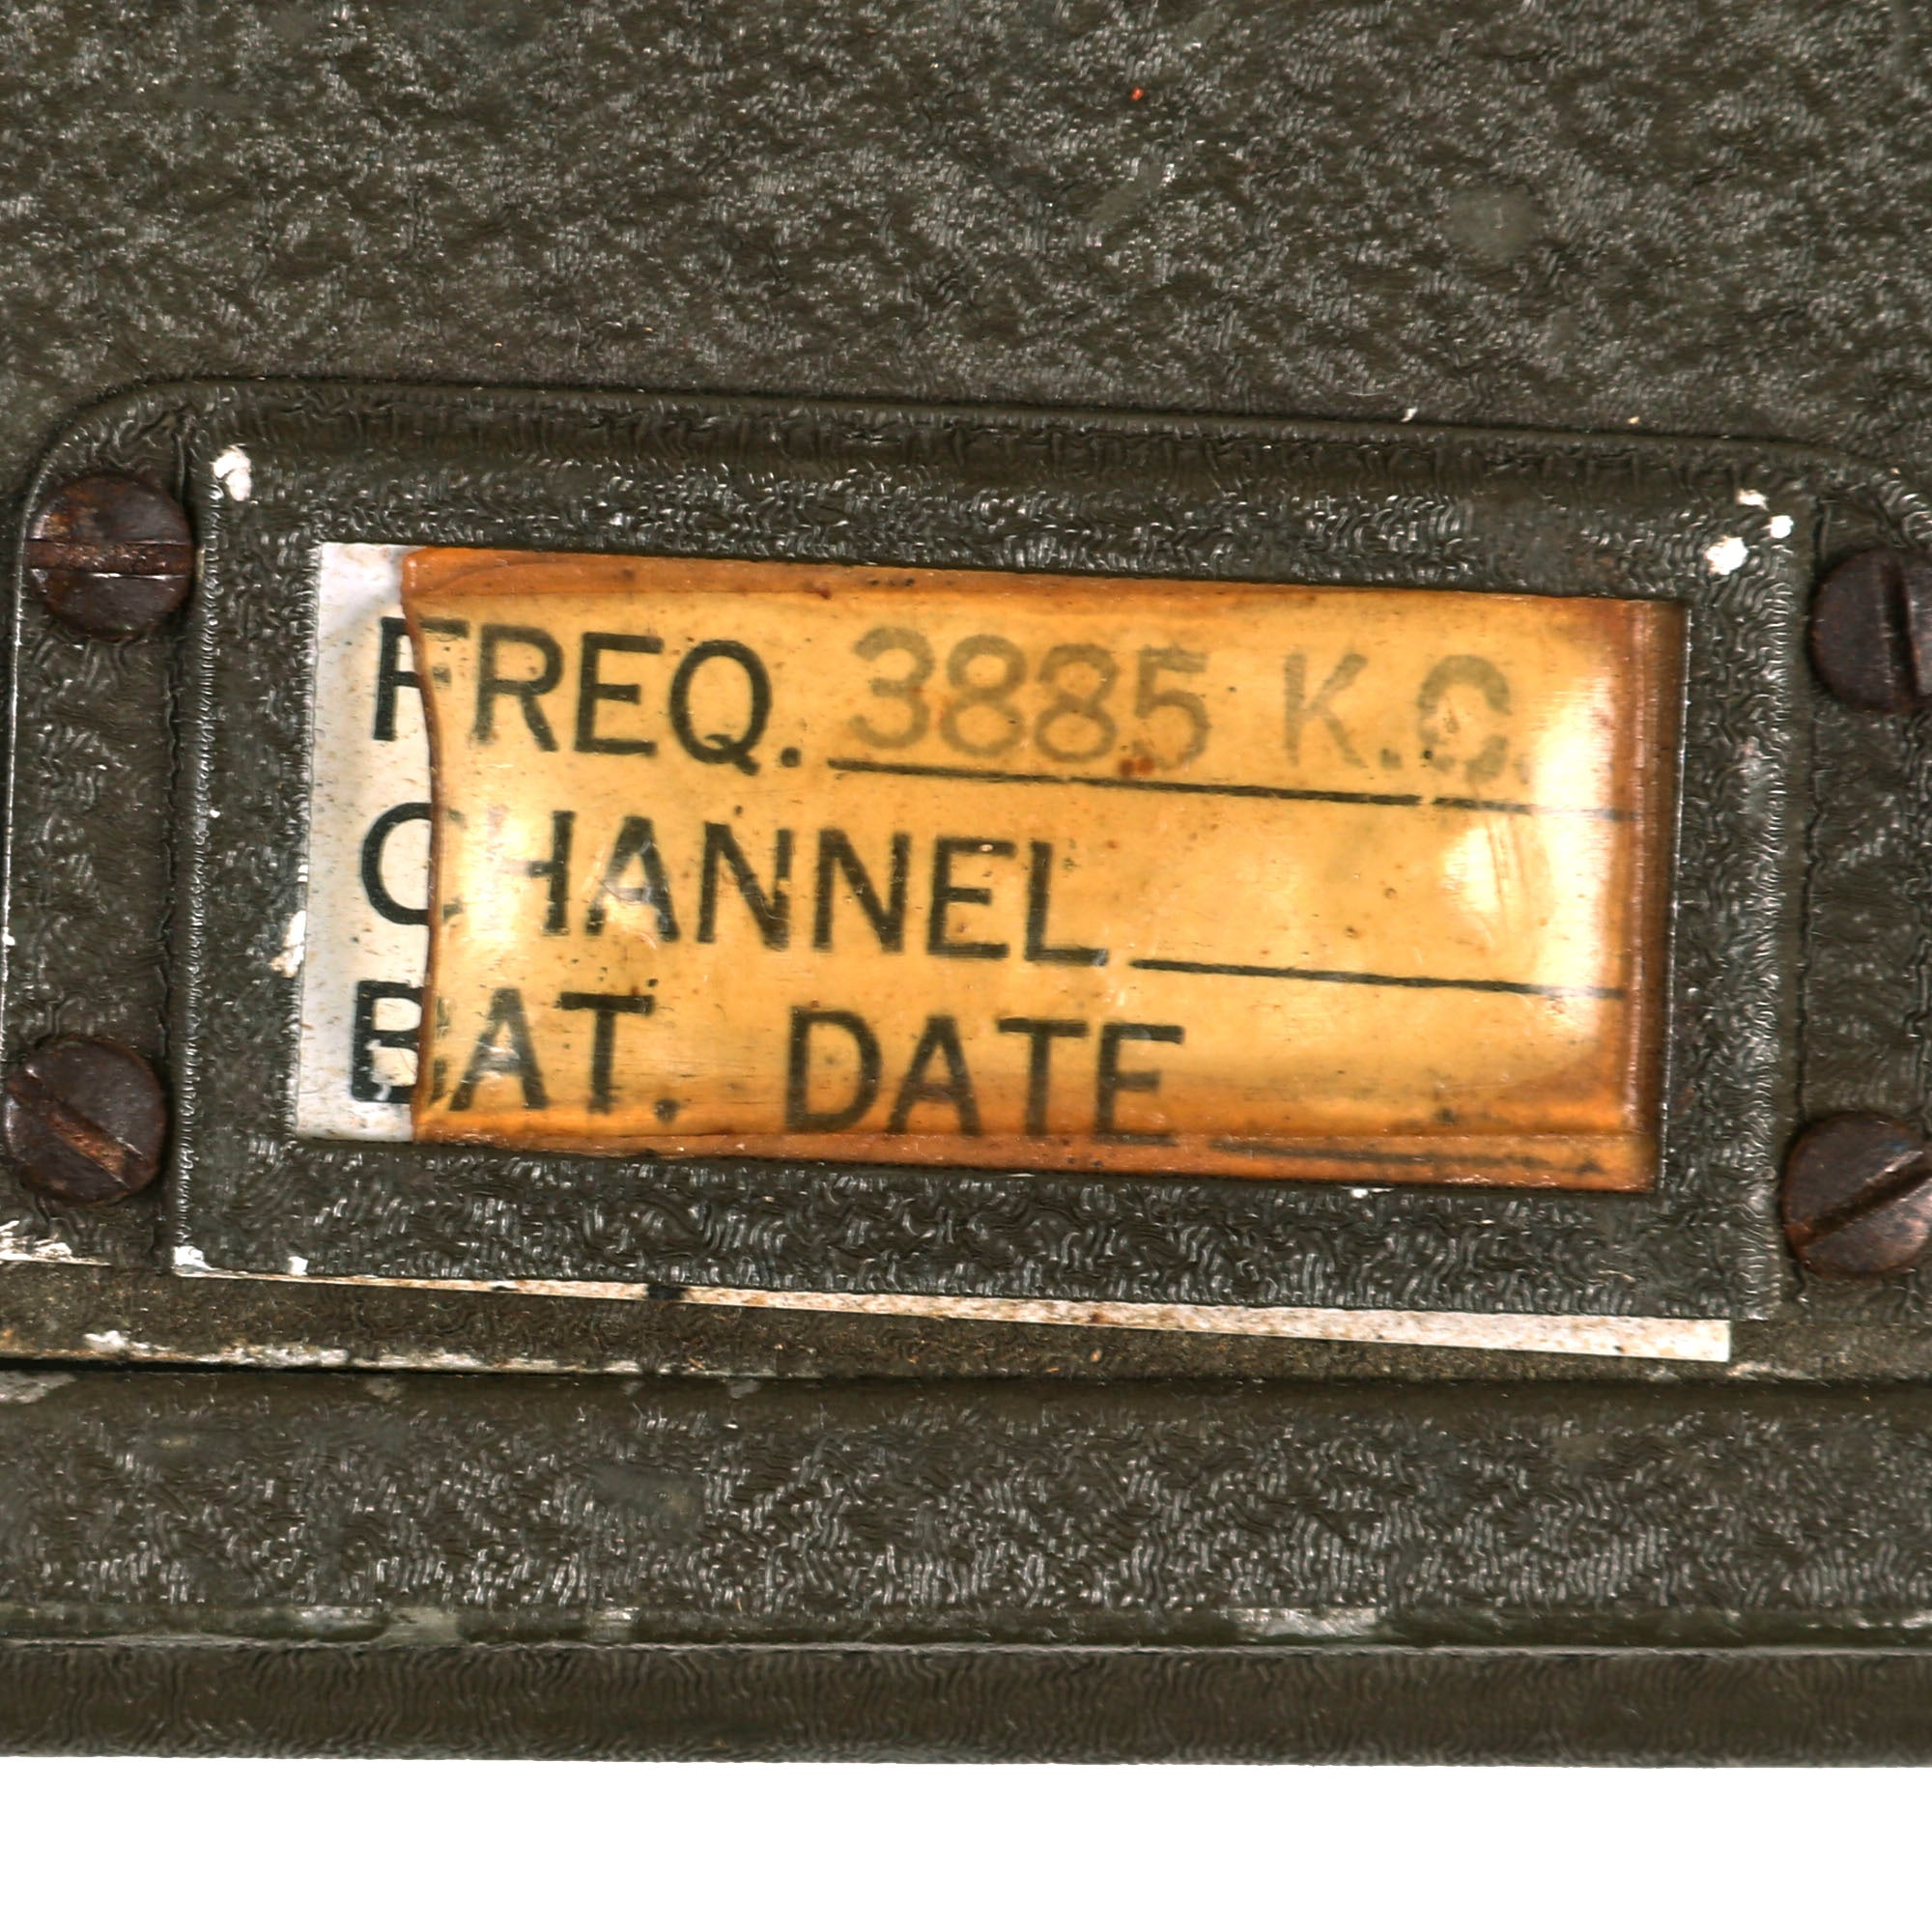 FREQ. 3885 K.C.
CHANNEL
BAT. DATE